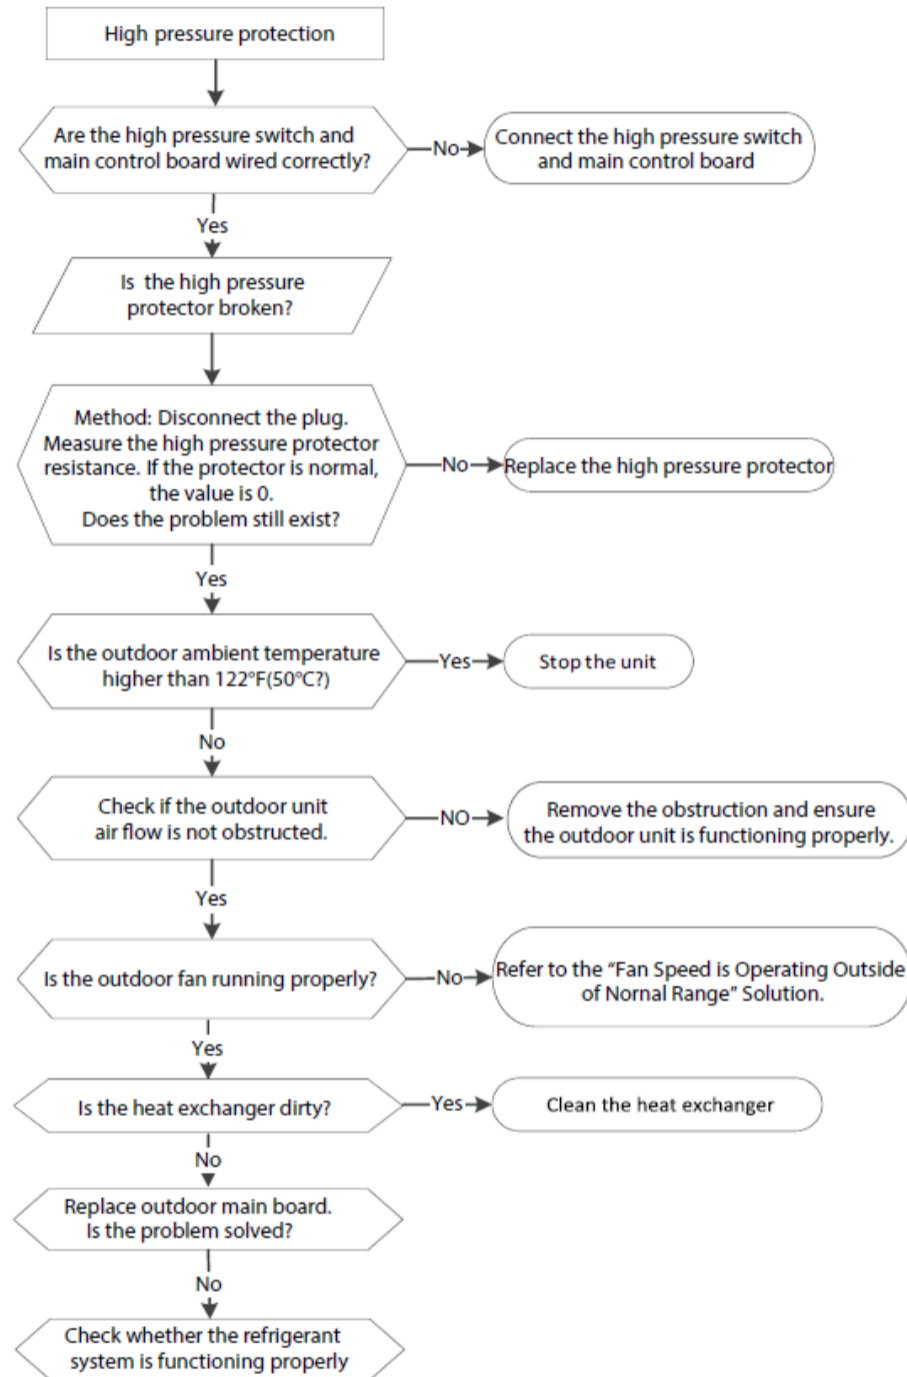 High pressure protection
Are the high pressure switch and
main control board wired correctly?
No
Connect the high pressure switch
and main control board
Yes
Is the high pressure
protector broken?
Method: Disconnect the plug.
Measure the high pressure protector
resistance. If the protector is normal,
the value is 0.
Does the problem still exist?
No
Replace the high pressure protector
Yes
Is the outdoor ambient temperature
higher than 122°F(50°C?)
Yes
Stop the unit
No
Check if the outdoor unit
air flow is not obstructed.
NO
Remove the obstruction and ensure
the outdoor unit is functioning properly.
Yes
Is the outdoor fan running properly?
No
Refer to the “Fan Speed is Operating Outside
of Nornal Range” Solution.
Yes
Is the heat exchanger dirty?
Yes
Clean the heat exchanger
No
Replace outdoor main board.
Is the problem solved?
No
Check whether the refrigerant
system is functioning properly